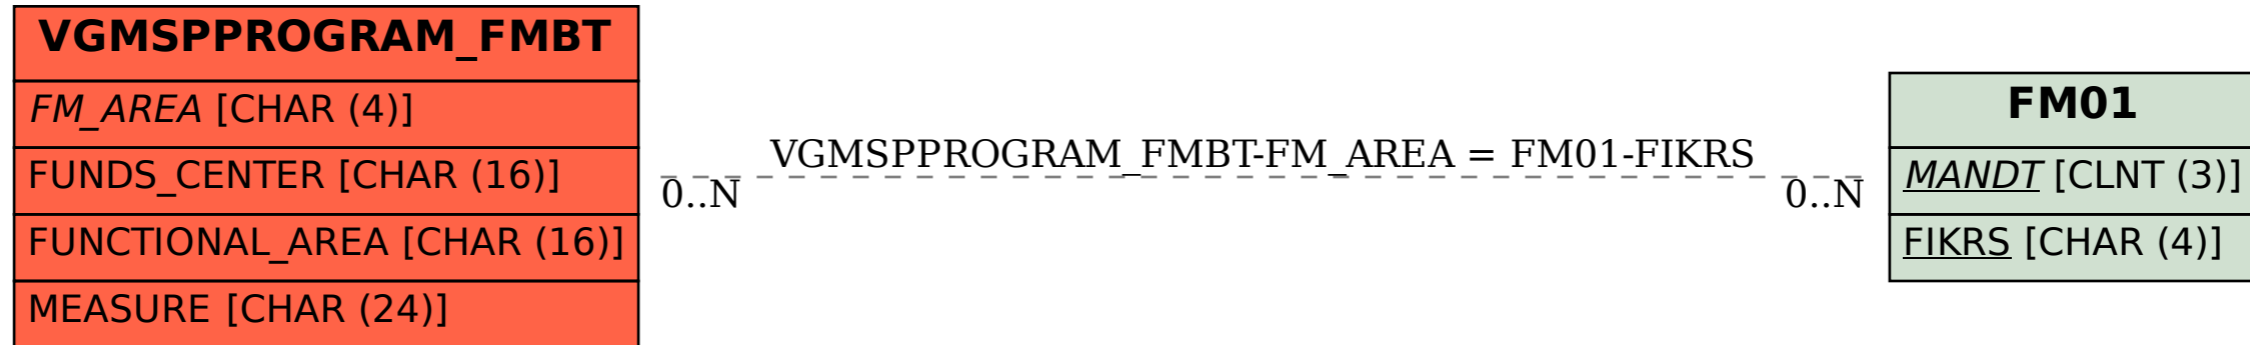 VGMSPPROGRAM_FMBT
FM_AREA [CHAR (4)]
FUNDS_CENTER [CHAR (16)]
FUNCTIONAL_AREA [CHAR (16)]
MEASURE [CHAR (24)]
VGMSPPROGRAM_FMBT-FM_AREA = FM01-FIKRS
0..N
0..N
FM01
MANDT [CLNT (3)]
FIKRS [CHAR (4)]